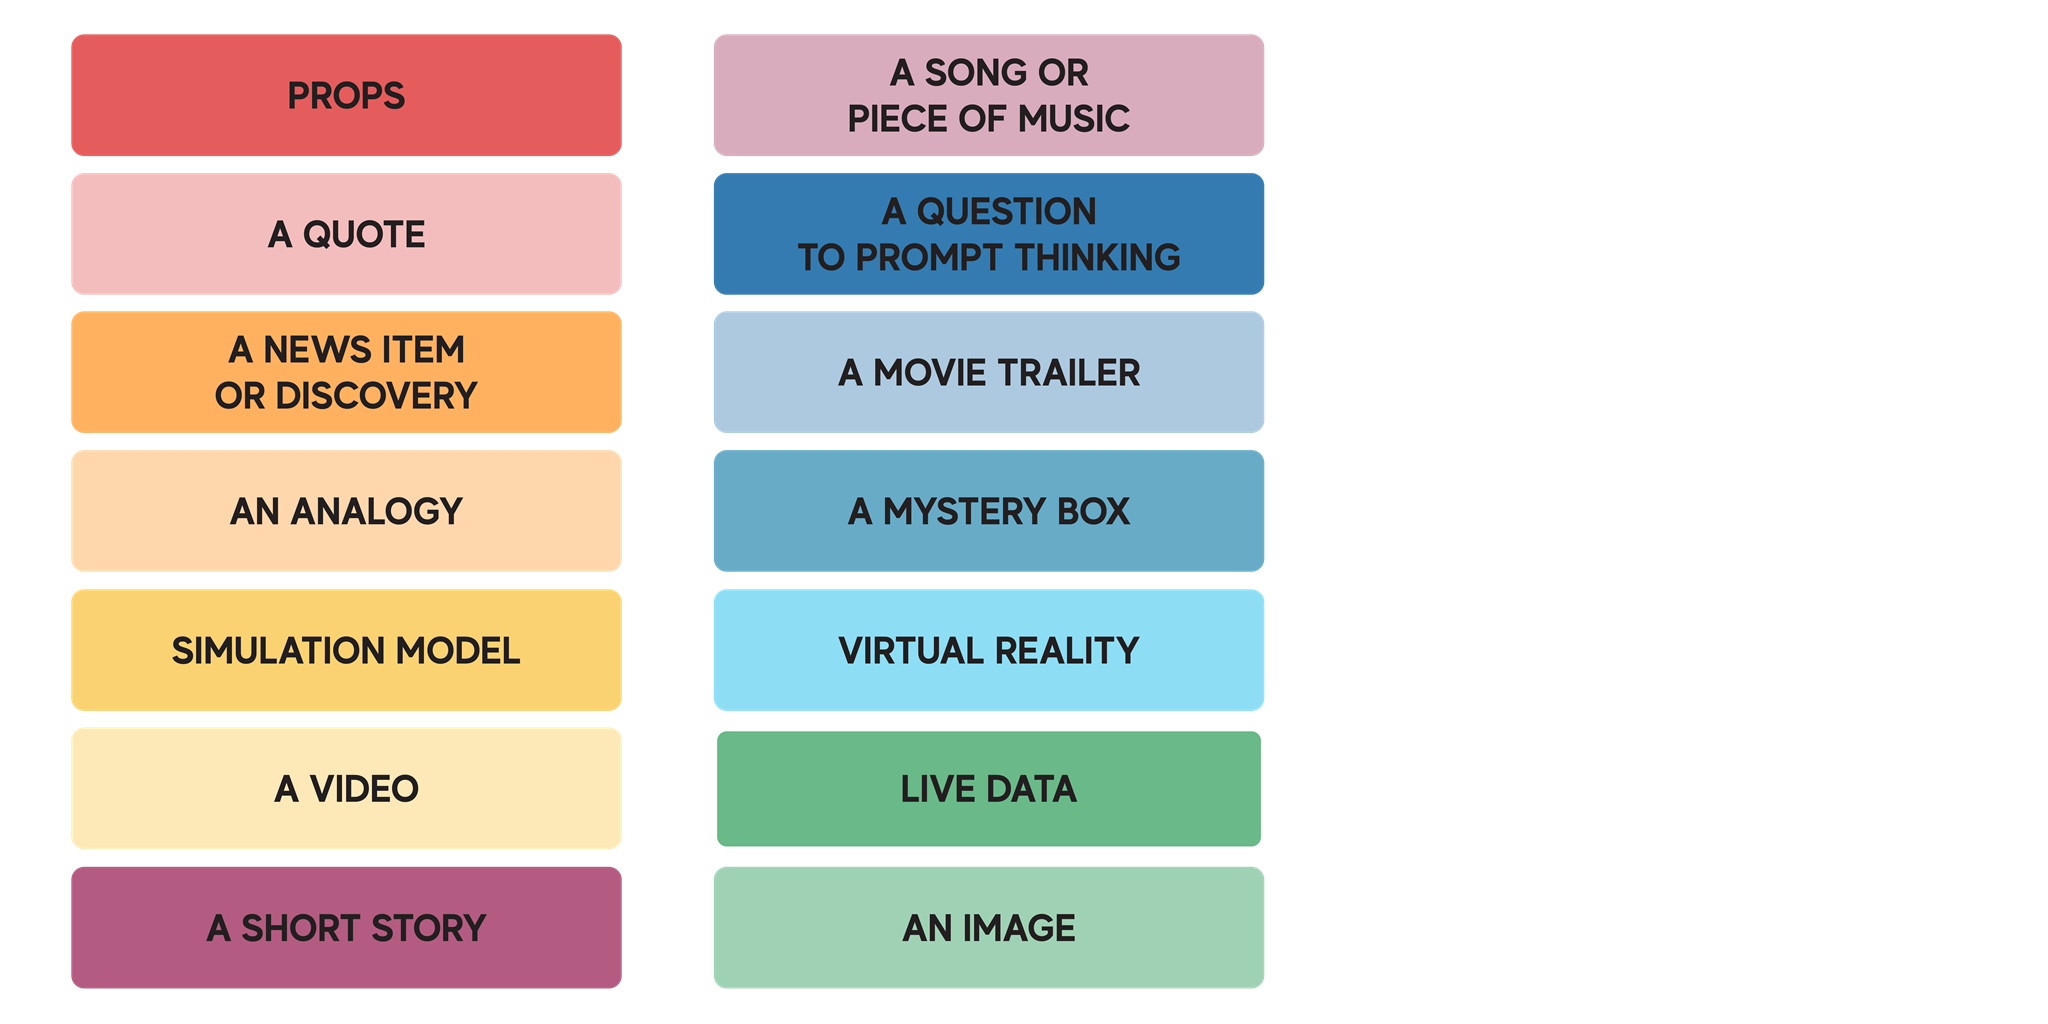 PROPS
A QUOTE
A NEWS ITEM
OR DISCOVERY
AN ANALOGY
SIMULATION MODEL
A VIDEO
A SHORT STORY
A SONG OR
PIECE OF MUSIC
A QUESTION
TO PROMPT THINKING
A MOVIE TRAILER
A MYSTERY BOX
VIRTUAL REALITY
LIVE DATA
AN IMAGE